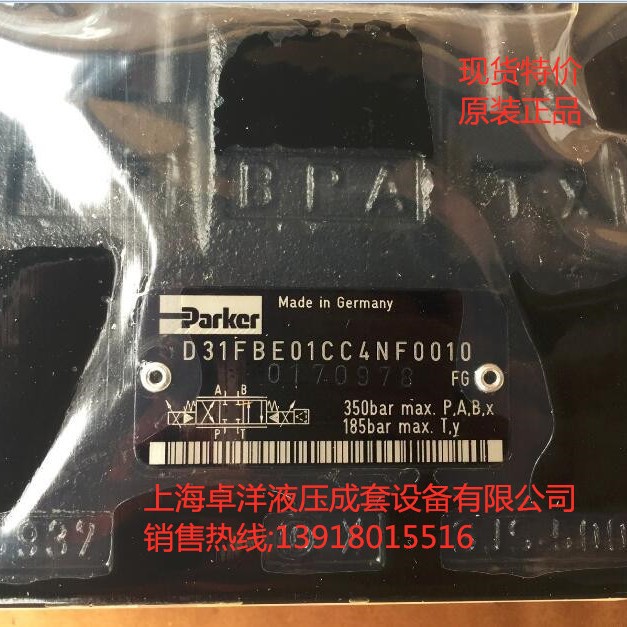 现货特价
原装正品
B P A T X
Parker
Made in Germany
D31FBE01CC4NF0010
0170978
FG
A B
P T
350bar max. P,A,B,x
185bar max. T,y
上海卓洋液压成套设备有限公司
销售热线;13918015516